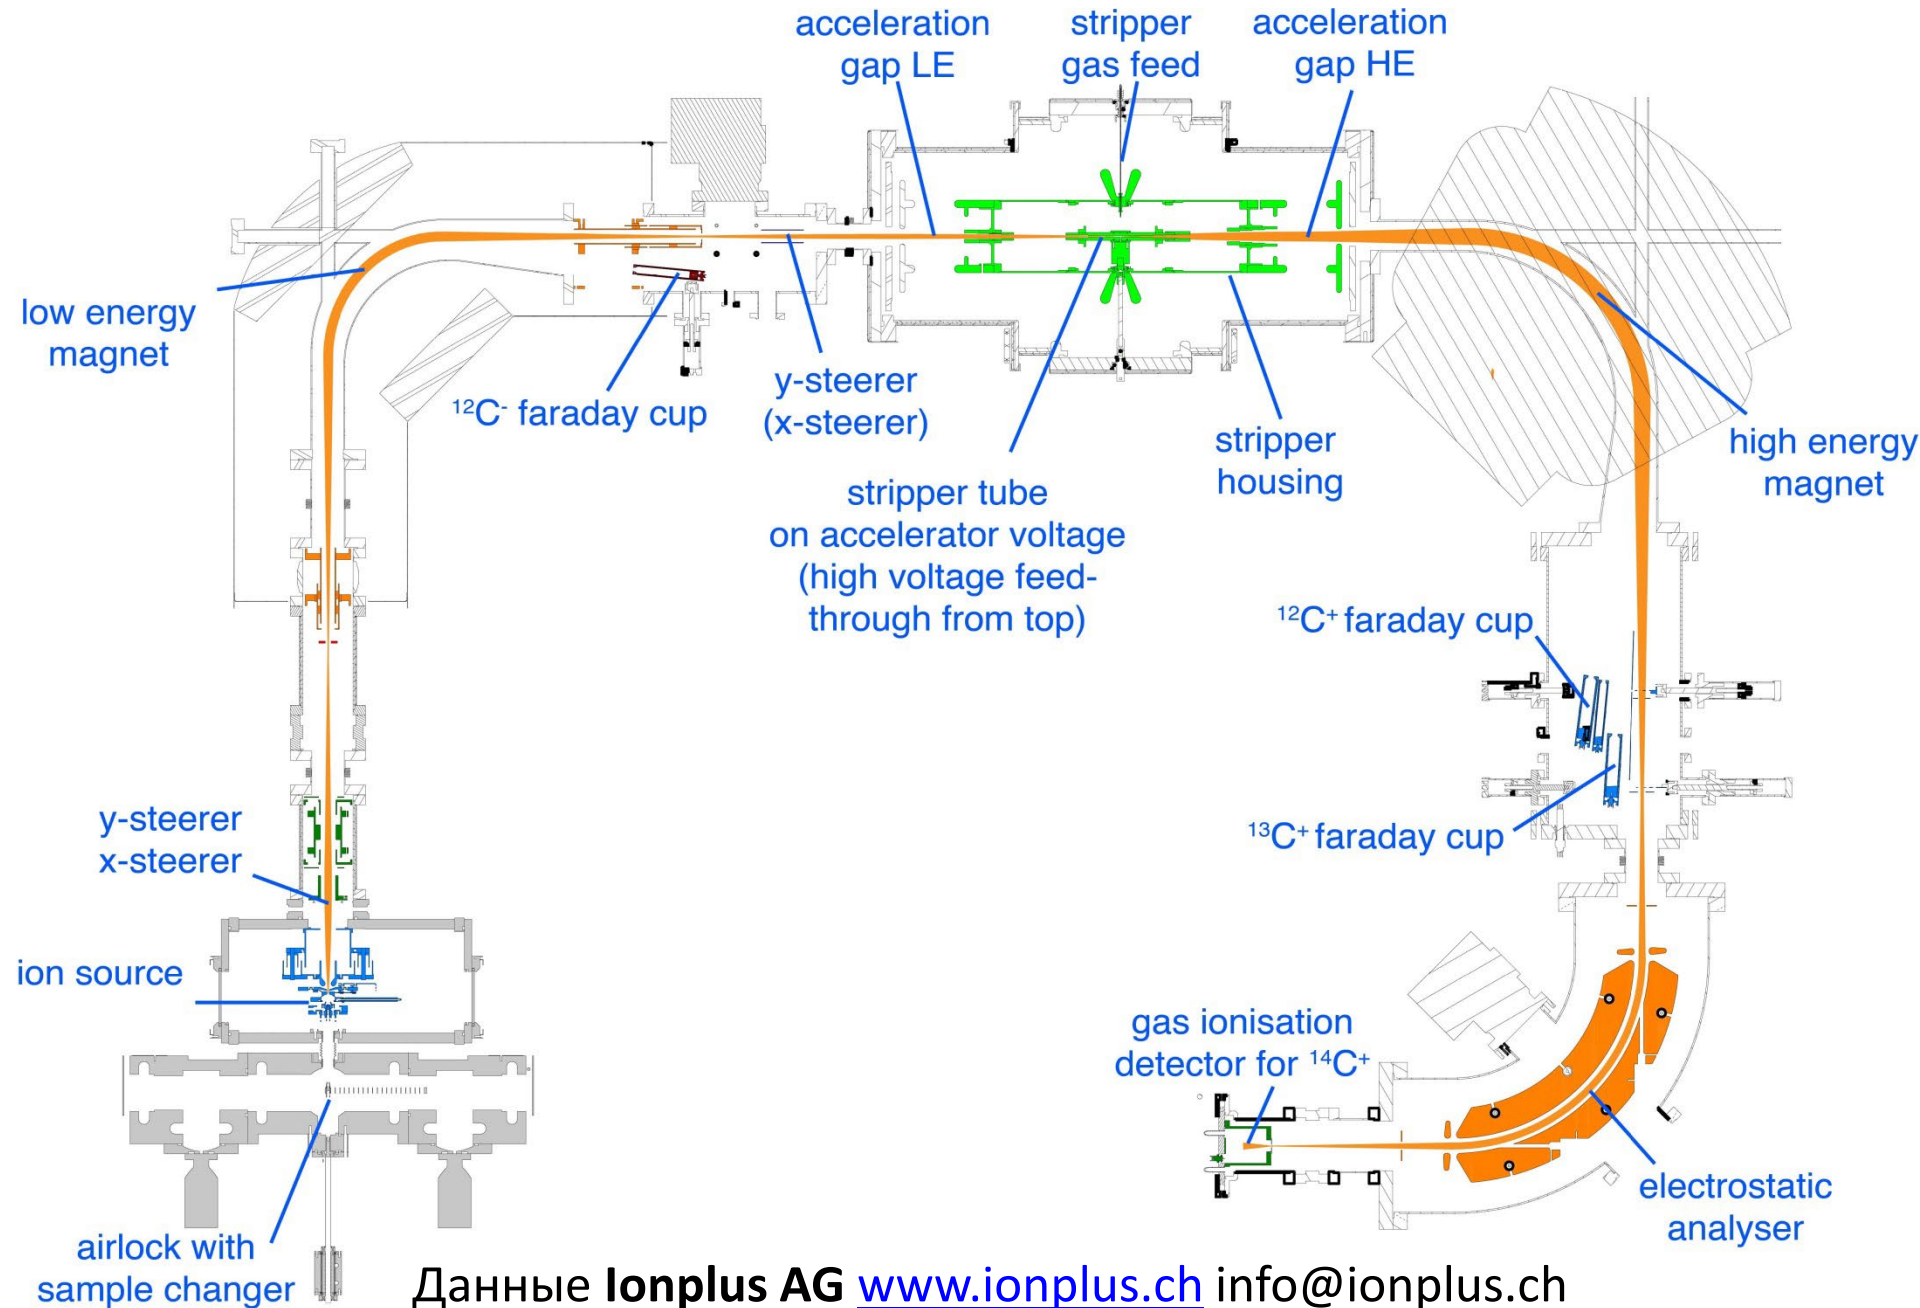 acceleration
gap LE
stripper
gas feed
acceleration
gap HE
low energy
magnet
¹²C⁻ faraday cup
y-steerer
(x-steerer)
stripper
housing
high energy
magnet
stripper tube
on accelerator voltage
(high voltage feed-
through from top)
¹²C⁺ faraday cup
y-steerer
x-steerer
¹³C⁺ faraday cup
ion source
gas ionisation
detector for ¹⁴C⁺
electrostatic
analyser
airlock with
sample changer
Данные Ionplus AG www.ionplus.ch info@ionplus.ch